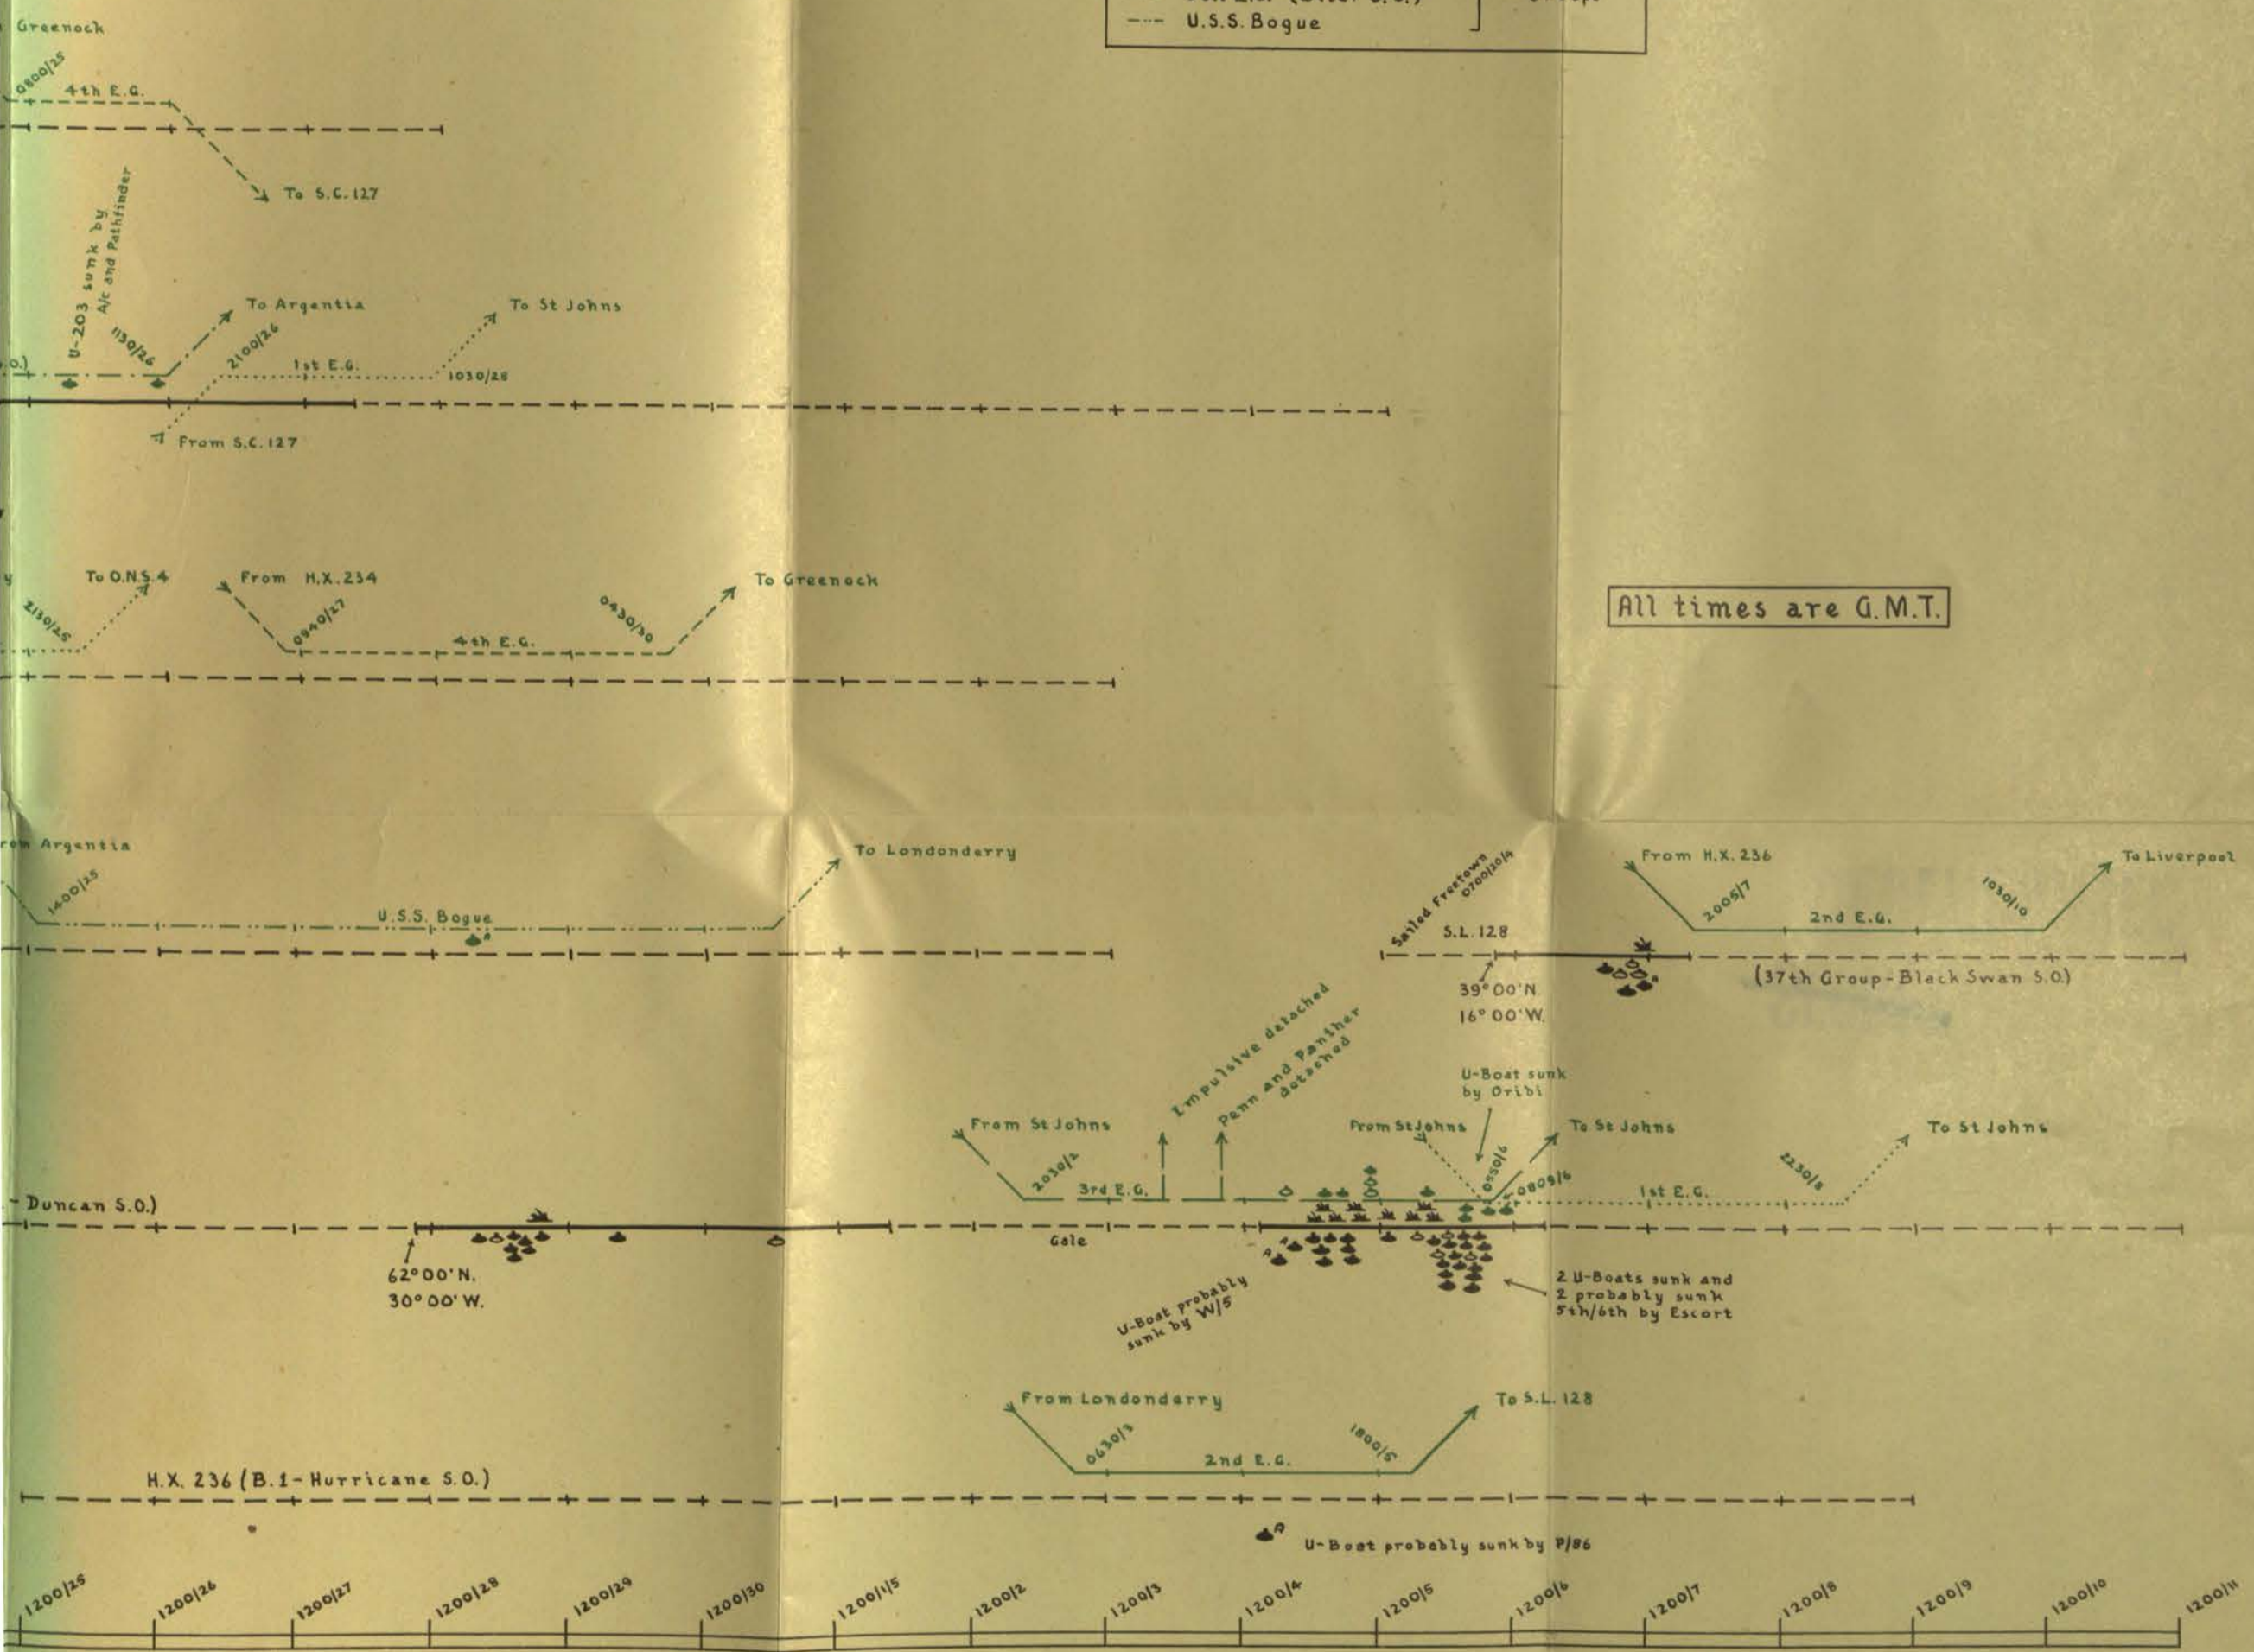 U.S.S. Bogue
Greenock
0800/25
4th E.G.
To S.C. 127
U-203 sunk by
A/c and Pathfinder
1130/26
To Argentia
2100/26
1st E.G.
1030/28
To St Johns
From S.C. 127
To O.N.S. 4
2130/25
From H.X. 234
0940/27
4th E.G.
0430/30
To Greenock
All times are G.M.T.
Argentia
1400/25
U.S.S. Bogue
To Londonderry
Sailed Freetown
0700/20/4
S.L. 128
39°00'N.
16°00'W.
From H.X. 236
2005/7
2nd E.G.
1030/10
To Liverpool
(37th Group-Black Swan S.O.)
Duncan S.O.)
62°00'N.
30°00'W.
From St Johns
2030/2
3rd E.G.
Impulsive detached
Penn and Panther
detached
Gale
U-Boat sunk
by Oribi
From St Johns
0550/6
To St Johns
0809/6
1st E.G.
2230/8
To St Johns
U-Boat probably
sunk by W/5
2 U-Boats sunk and
2 probably sunk
5th/6th by Escort
From Londonderry
0630/3
2nd E.G.
1800/5
To S.L. 128
H.X. 236 (B.1-Hurricane S.O.)
U-Boat probably sunk by P/86
1200/25
1200/26
1200/27
1200/28
1200/29
1200/30
1200/1/5
1200/2
1200/3
1200/4
1200/5
1200/6
1200/7
1200/8
1200/9
1200/10
1200/11